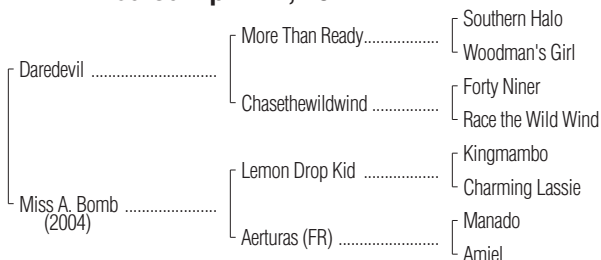 Southern Halo
More Than Ready
Woodman's Girl
Daredevil
Forty Niner
Chasethewildwind
Race the Wild Wind
Kingmambo
Lemon Drop Kid
Charming Lassie
Miss A. Bomb
(2004)
Manado
Aerturas (FR)
Amiel